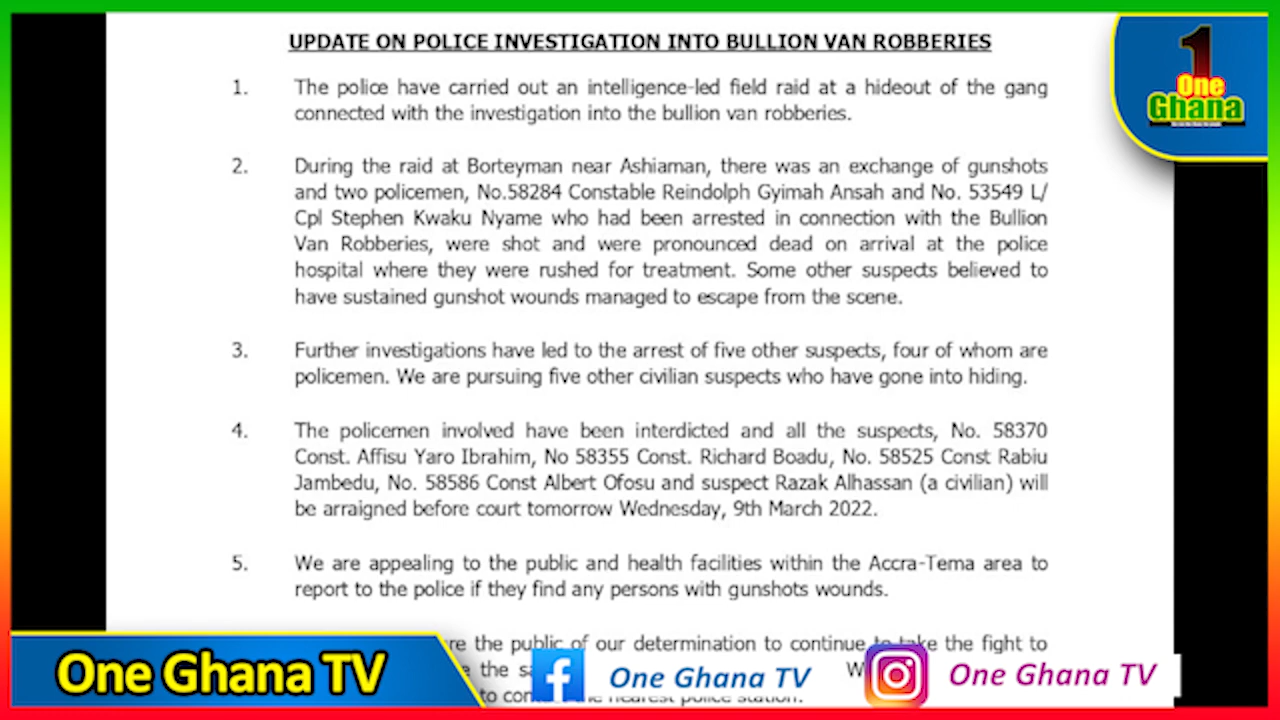 UPDATE ON POLICE INVESTIGATION INTO BULLION VAN ROBBERIES
1
One
Ghana
1. The police have carried out an intelligence-led field raid at a hideout of the gang
connected with the investigation into the bullion van robberies.
2. During the raid at Borteyman near Ashiaman, there was an exchange of gunshots
and two policemen, No.58284 Constable Reindolph Gyimah Ansah and No. 53549 L/
Cpl Stephen Kwaku Nyame who had been arrested in connection with the Bullion
Van Robberies, were shot and were pronounced dead on arrival at the police
hospital where they were rushed for treatment. Some other suspects believed to
have sustained gunshot wounds managed to escape from the scene.
3. Further investigations have led to the arrest of five other suspects, four of whom are
policemen. We are pursuing five other civilian suspects who have gone into hiding.
4. The policemen involved have been interdicted and all the suspects, No. 58370
Const. Affisu Yaro Ibrahim, No 58355 Const. Richard Boadu, No. 58525 Const Rabiu
Jambedu, No. 58586 Const Albert Ofosu and suspect Razak Alhassan (a civilian) will
be arraigned before court tomorrow Wednesday, 9th March 2022.
5. We are appealing to the public and health facilities within the Accra-Tema area to
report to the police if they find any persons with gunshots wounds.
the public of our determination to continue to take the fight to
the
to nearest police station.
One Ghana TV
One Ghana TV
One Ghana TV